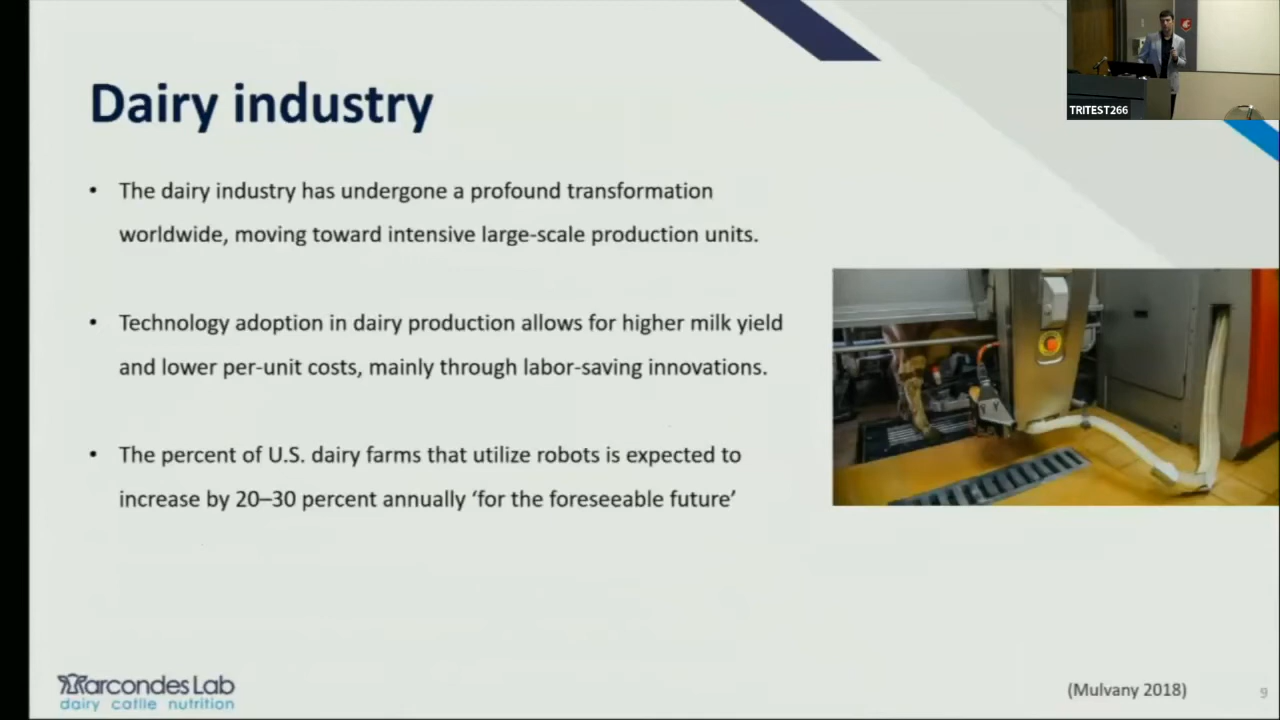 Dairy industry
• The dairy industry has undergone a profound transformation
worldwide, moving toward intensive large-scale production units.
• Technology adoption in dairy production allows for higher milk yield
and lower per-unit costs, mainly through labor-saving innovations.
• The percent of U.S. dairy farms that utilize robots is expected to
increase by 20–30 percent annually ‘for the foreseeable future’
TRITEST266
Marcondes Lab
dairy cattle nutrition
(Mulvany 2018)
9